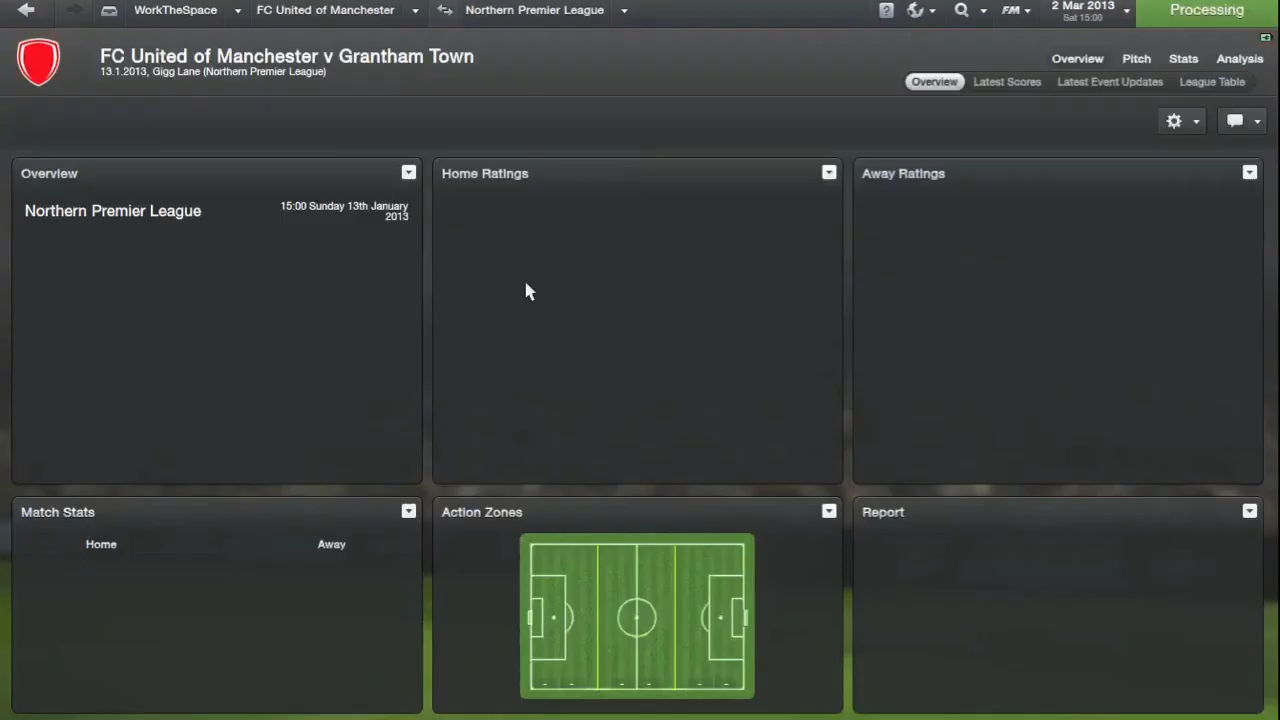 WorkTheSpace
FC United of Manchester
Northern Premier League
?
FM
2 Mar 2013
Sat 15:00
Processing
FC United of Manchester v Grantham Town
13.1.2013, Gigg Lane (Northern Premier League)
Overview Pitch Stats Analysis
Overview Latest Scores Latest Event Updates League Table
Overview
Northern Premier League
15:00 Sunday 13th January
2013
Home Ratings
Away Ratings
Match Stats
Home Away
Action Zones
Report